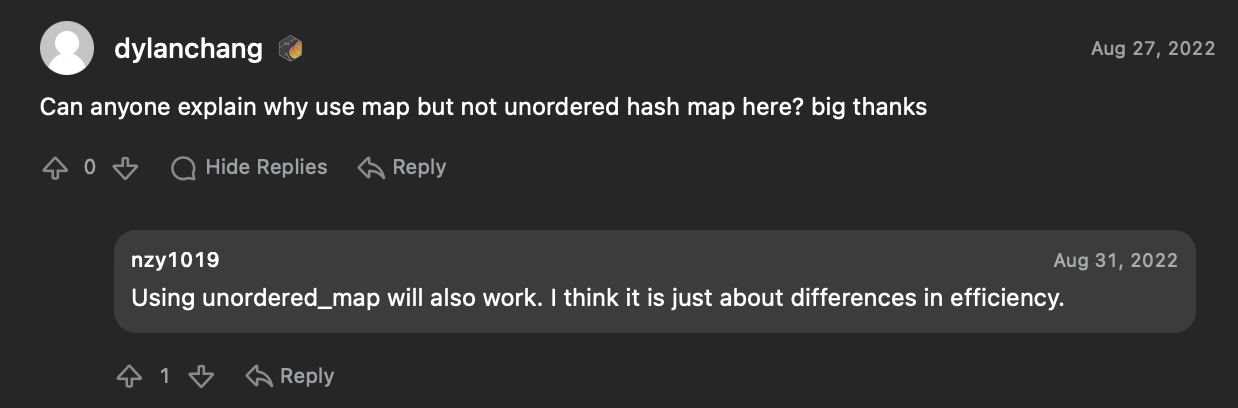 dylanchang
Aug 27, 2022
Can anyone explain why use map but not unordered hash map here? big thanks
0 Hide Replies Reply
nzy1019
Aug 31, 2022
Using unordered_map will also work. I think it is just about differences in efficiency.
1 Reply